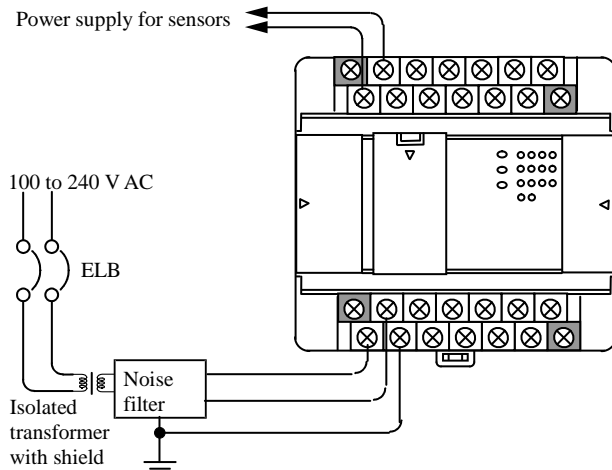 Power supply for sensors
100 to 240 V AC
ELB
Noise
filter
Isolated
transformer
with shield